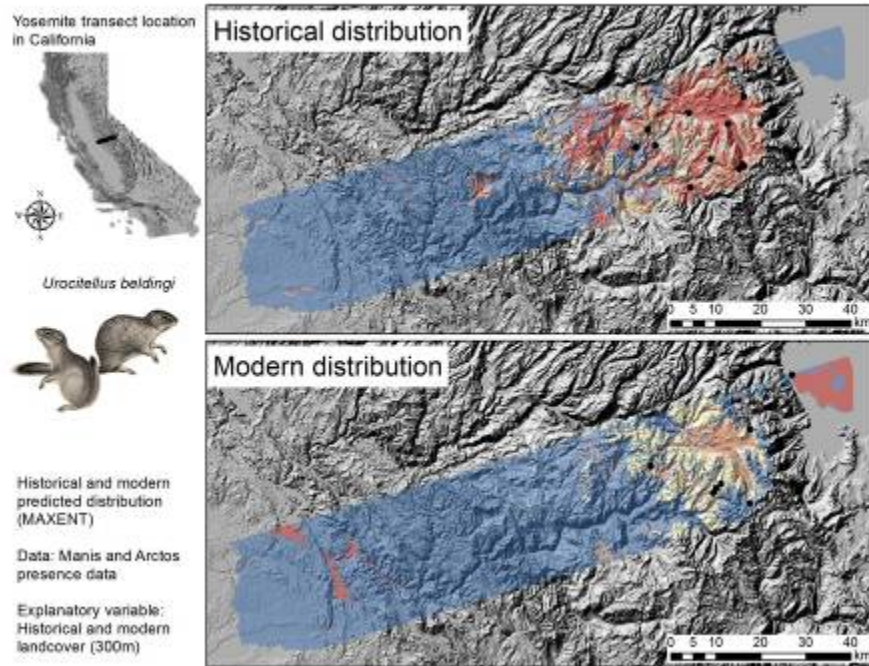 Yosemite transect location
in California
N
W
E
S
Urocitellus beldingi
Historical and modern
predicted distribution
(MAXENT)
Data: Manis and Arctos
presence data
Explanatory variable:
Historical and modern
landcover (300m)
Historical distribution
0 5 10 20 30 40
km
Modern distribution
0 5 10 20 30 40
km